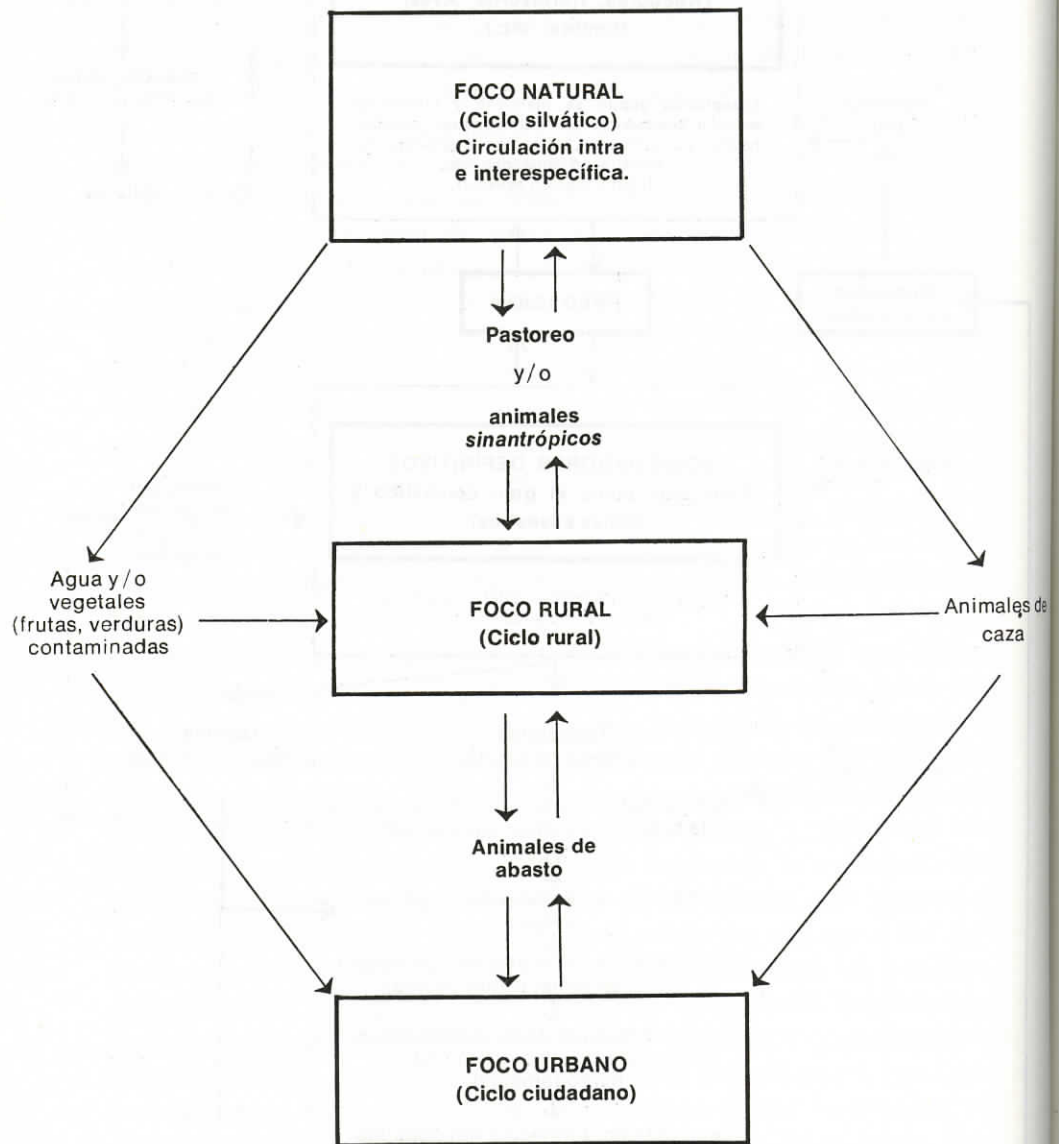 FOCO NATURAL
(Ciclo silvático)
Circulación intra
e interespecífica.
Pastoreo
y/o
animales
sinantrópicos
Agua y/o
vegetales
(frutas, verduras)
contaminadas
FOCO RURAL
(Ciclo rural)
Animales de
caza
Animales de
abasto
FOCO URBANO
(Ciclo ciudadano)